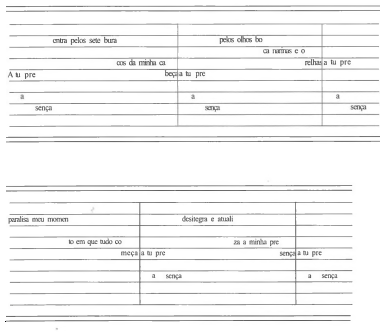 entra pelos sete bura pelos olhos bo
ca narinas e o
cos da minha ca relhas a tu pre
A tu pre beça a tu pre
a a a
sença sença sença
paralisa meu momen desitegra e atuali
to em que tudo co za a minha pre
meça a tu pre sença a tu pre
a sença a sença